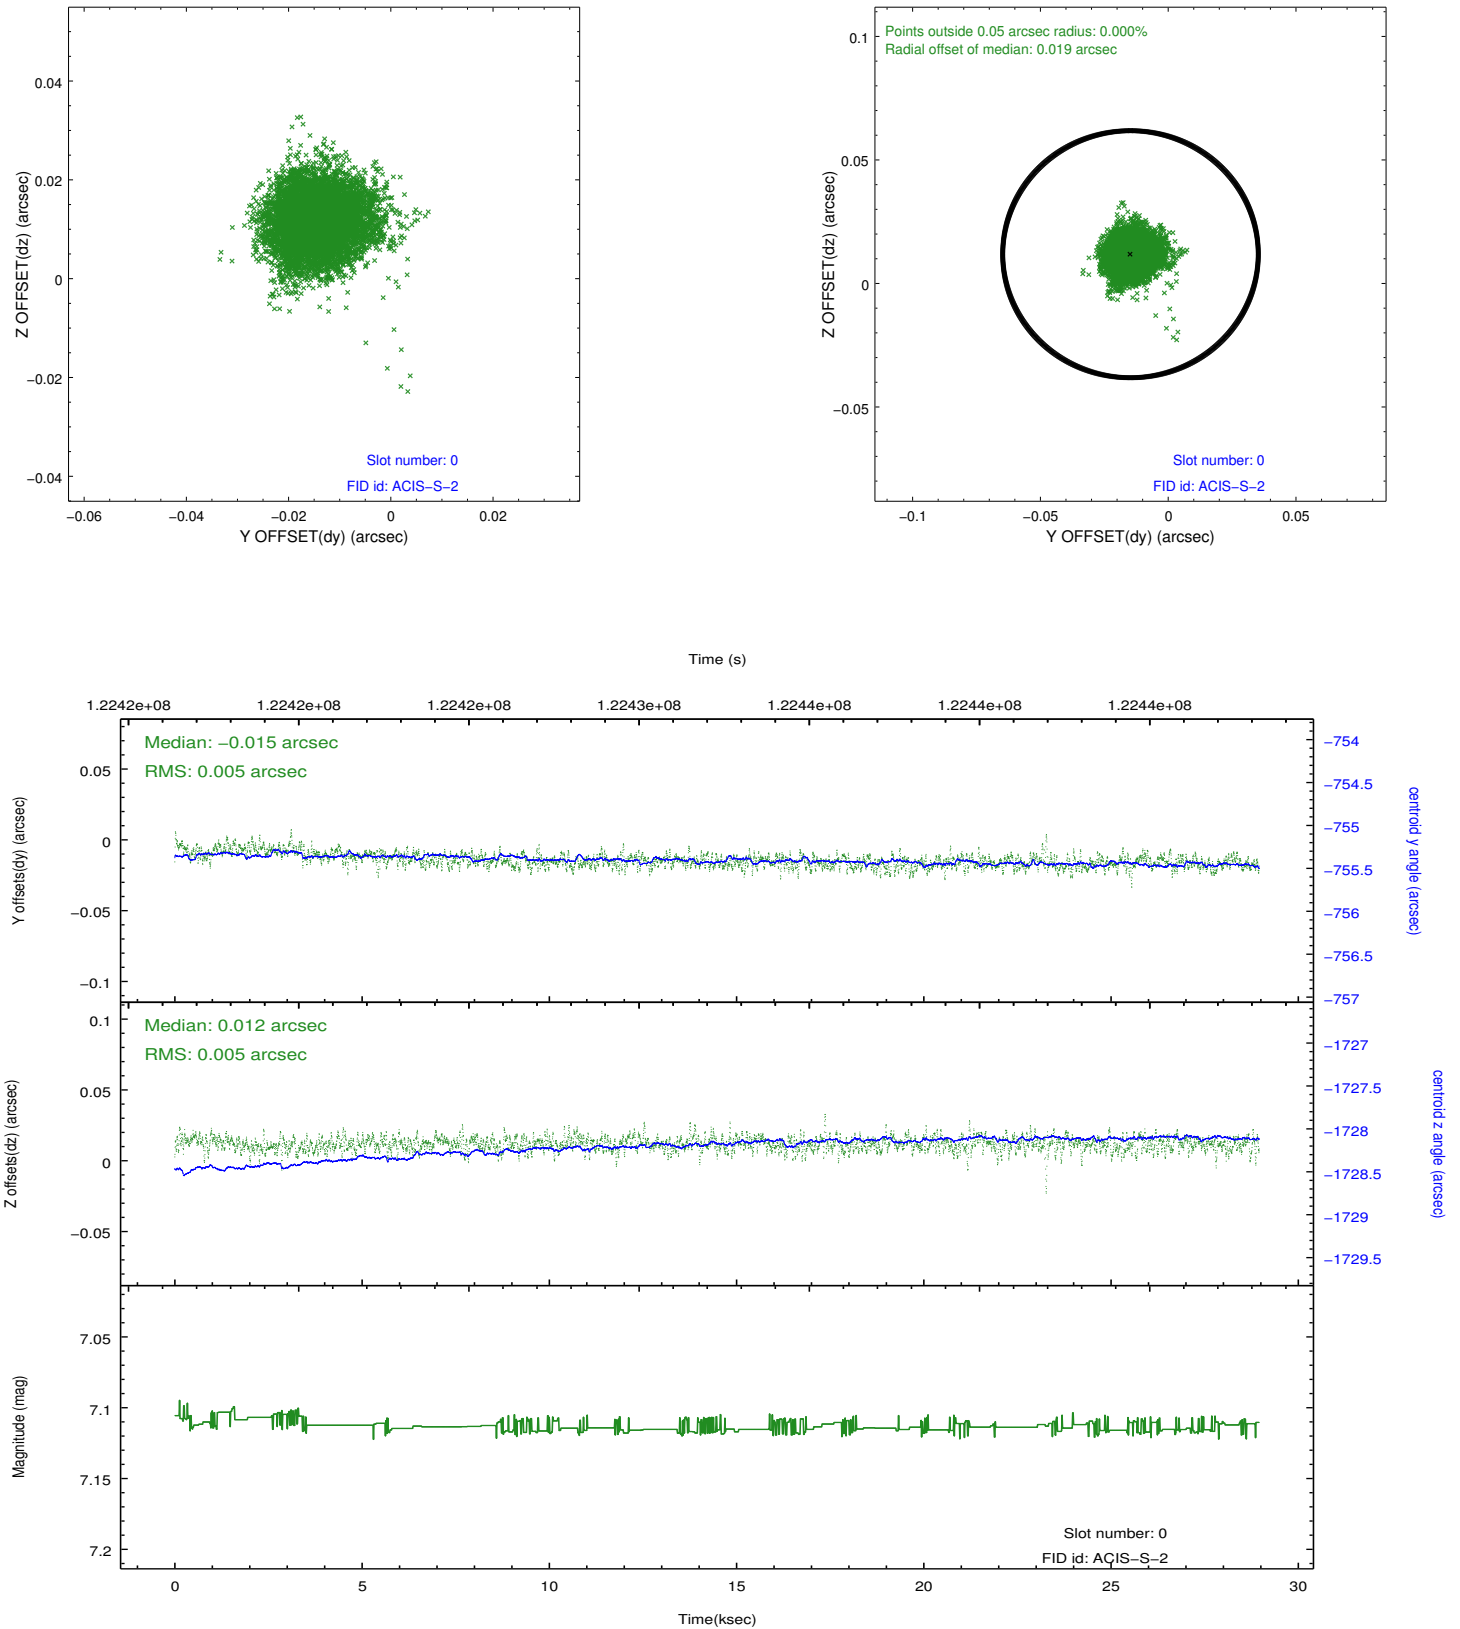 0.04
0.02
0
−0.02
−0.04
Z OFFSET(dz) (arcsec)
Slot number: 0
FID id: ACIS−S−2
−0.06
−0.04
−0.02
0
0.02
Y OFFSET(dy) (arcsec)
Points outside 0.05 arcsec radius: 0.000%
Radial offset of median: 0.019 arcsec
0.1
0.05
0
−0.05
Z OFFSET(dz) (arcsec)
Slot number: 0
FID id: ACIS−S−2
−0.1
−0.05
0
0.05
Y OFFSET(dy) (arcsec)
Time (s)
1.2242e+08
1.2242e+08
1.2242e+08
1.2243e+08
1.2244e+08
1.2244e+08
1.2244e+08
Median: −0.015 arcsec
RMS: 0.005 arcsec
0.05
0
−0.05
−0.1
Y offsets(dy) (arcsec)
−754
−754.5
−755
−755.5
−756
−756.5
−757
centroid y angle (arcsec)
Median: 0.012 arcsec
RMS: 0.005 arcsec
0.1
0.05
0
−0.05
Z offsets(dz) (arcsec)
−1727
−1727.5
−1728
−1728.5
−1729
−1729.5
centroid z angle (arcsec)
7.05
7.1
7.15
7.2
Magnitude (mag)
Slot number: 0
FID id: ACIS−S−2
0
5
10
15
20
25
30
Time(ksec)